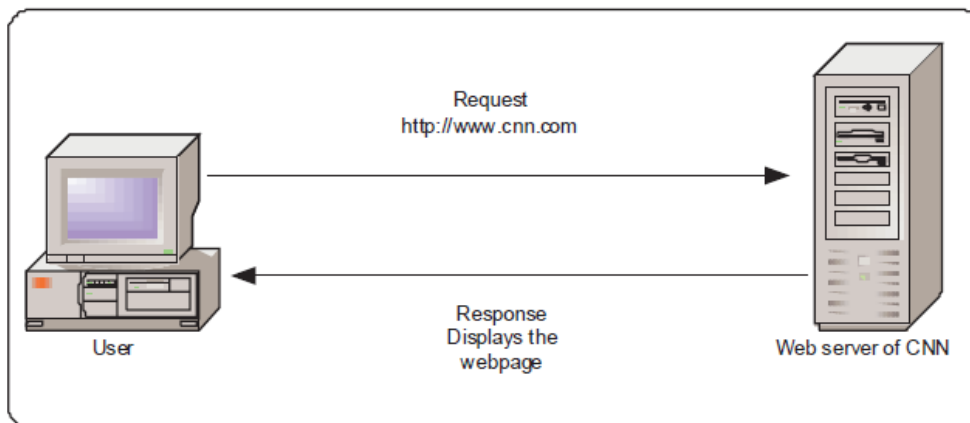 Request
http://www.cnn.com
Response
Displays the
webpage
User
Web server of CNN